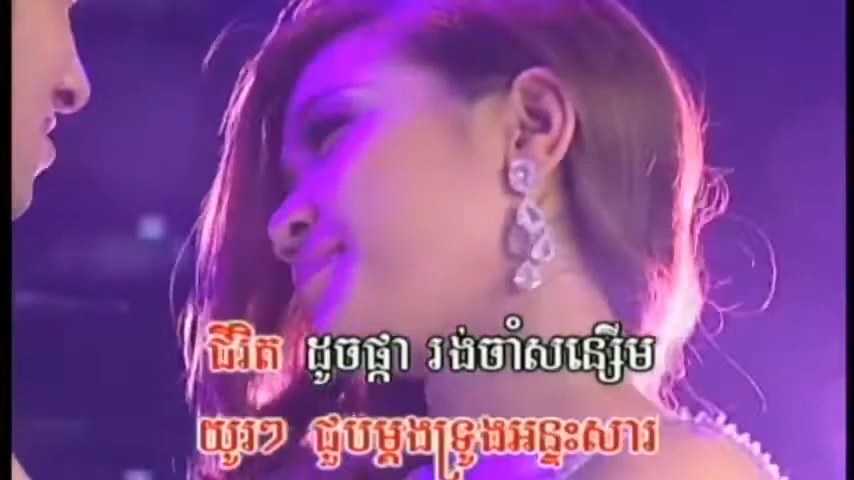 ជីវិត ដូចផ្កា រង់ចាំសន្សើម
យូរៗ ជួបម្ដងទ្រូងអន្ទះសារ